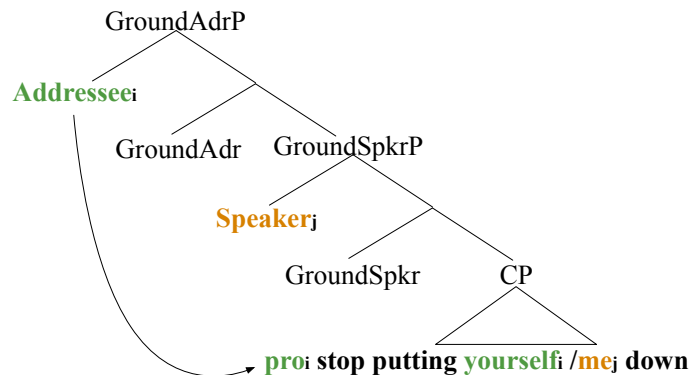 GroundAdrP
Addresseeᵢ
GroundAdr GroundSpkrP
Speakerⱼ
GroundSpkr CP
proᵢ stop putting yourselfᵢ /meⱼ down